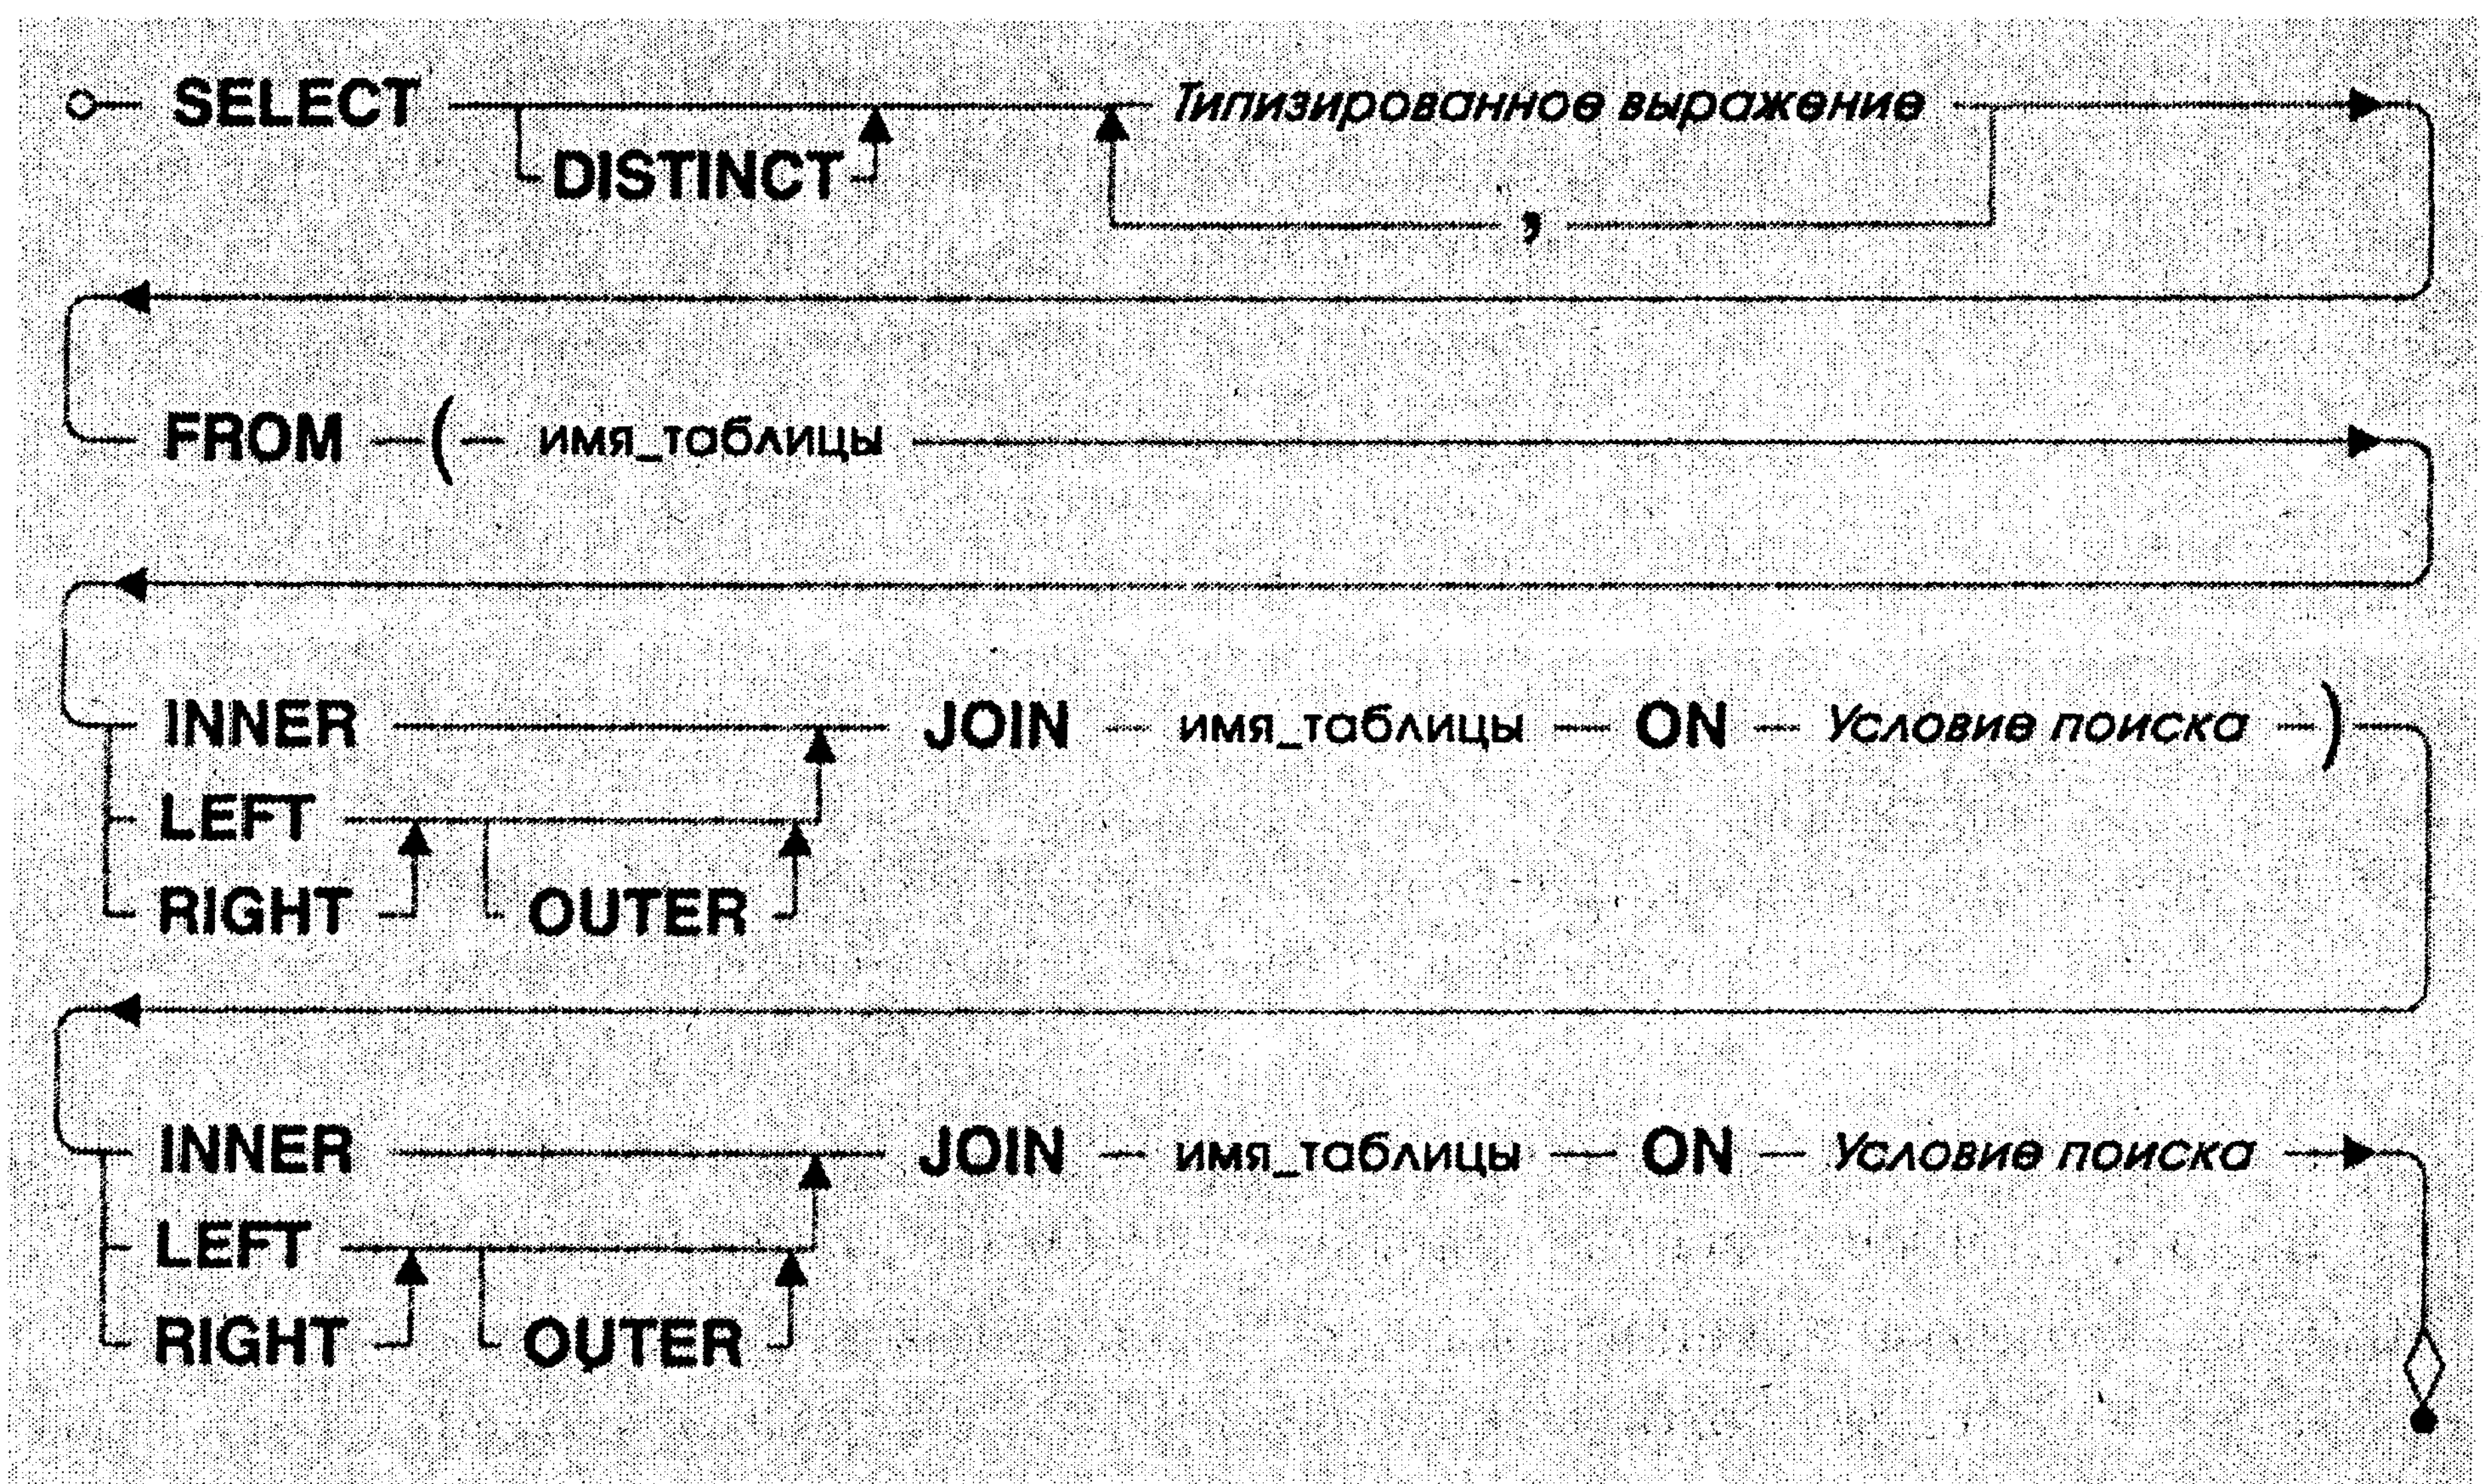 SELECT Типизированное выражение
DISTINCT
,
FROM ( имя_таблицы
INNER JOIN имя_таблицы ON Условие поиска )
LEFT
RIGHT OUTER
INNER JOIN имя_таблицы ON Условие поиска
LEFT
RIGHT OUTER